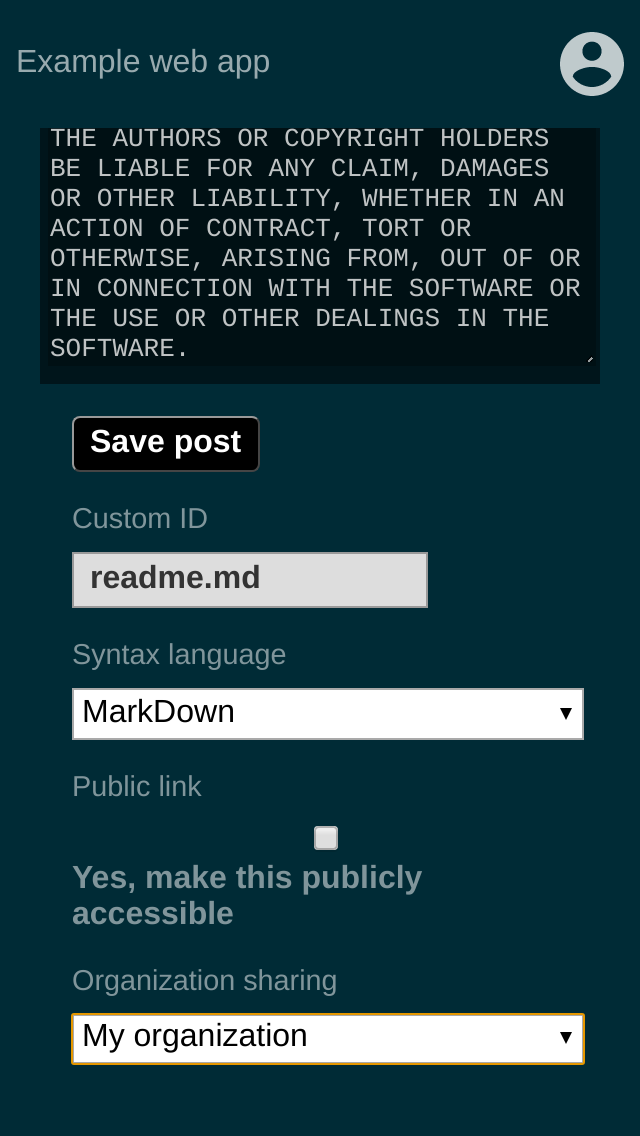 Example web app
THE AUTHORS OR COPYRIGHT HOLDERS
BE LIABLE FOR ANY CLAIM, DAMAGES
OR OTHER LIABILITY, WHETHER IN AN
ACTION OF CONTRACT, TORT OR
OTHERWISE, ARISING FROM, OUT OF OR
IN CONNECTION WITH THE SOFTWARE OR
THE USE OR OTHER DEALINGS IN THE
SOFTWARE.
Save post
Custom ID
readme.md
Syntax language
MarkDown
Public link
Yes, make this publicly
accessible
Organization sharing
My organization